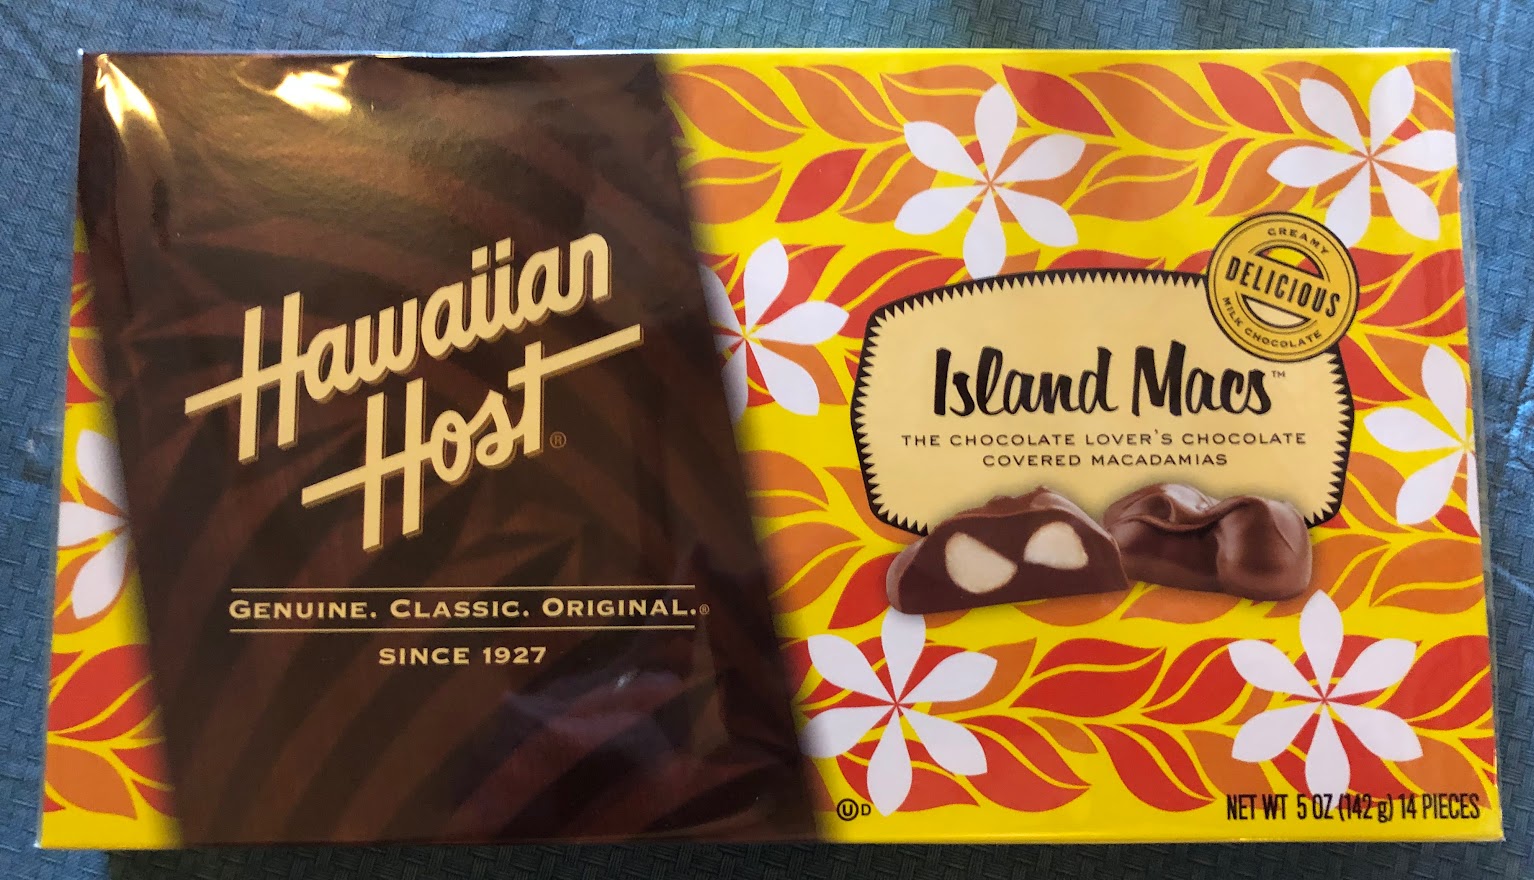 Hawaiian
Host®
GENUINE. CLASSIC. ORIGINAL.®
SINCE 1927
CREAMY
DELICIOUS
MILK CHOCOLATE
Island Macs™
THE CHOCOLATE LOVER'S CHOCOLATE
COVERED MACADAMIAS
Ⓤ D
NET WT 5 OZ (142 g) 14 PIECES